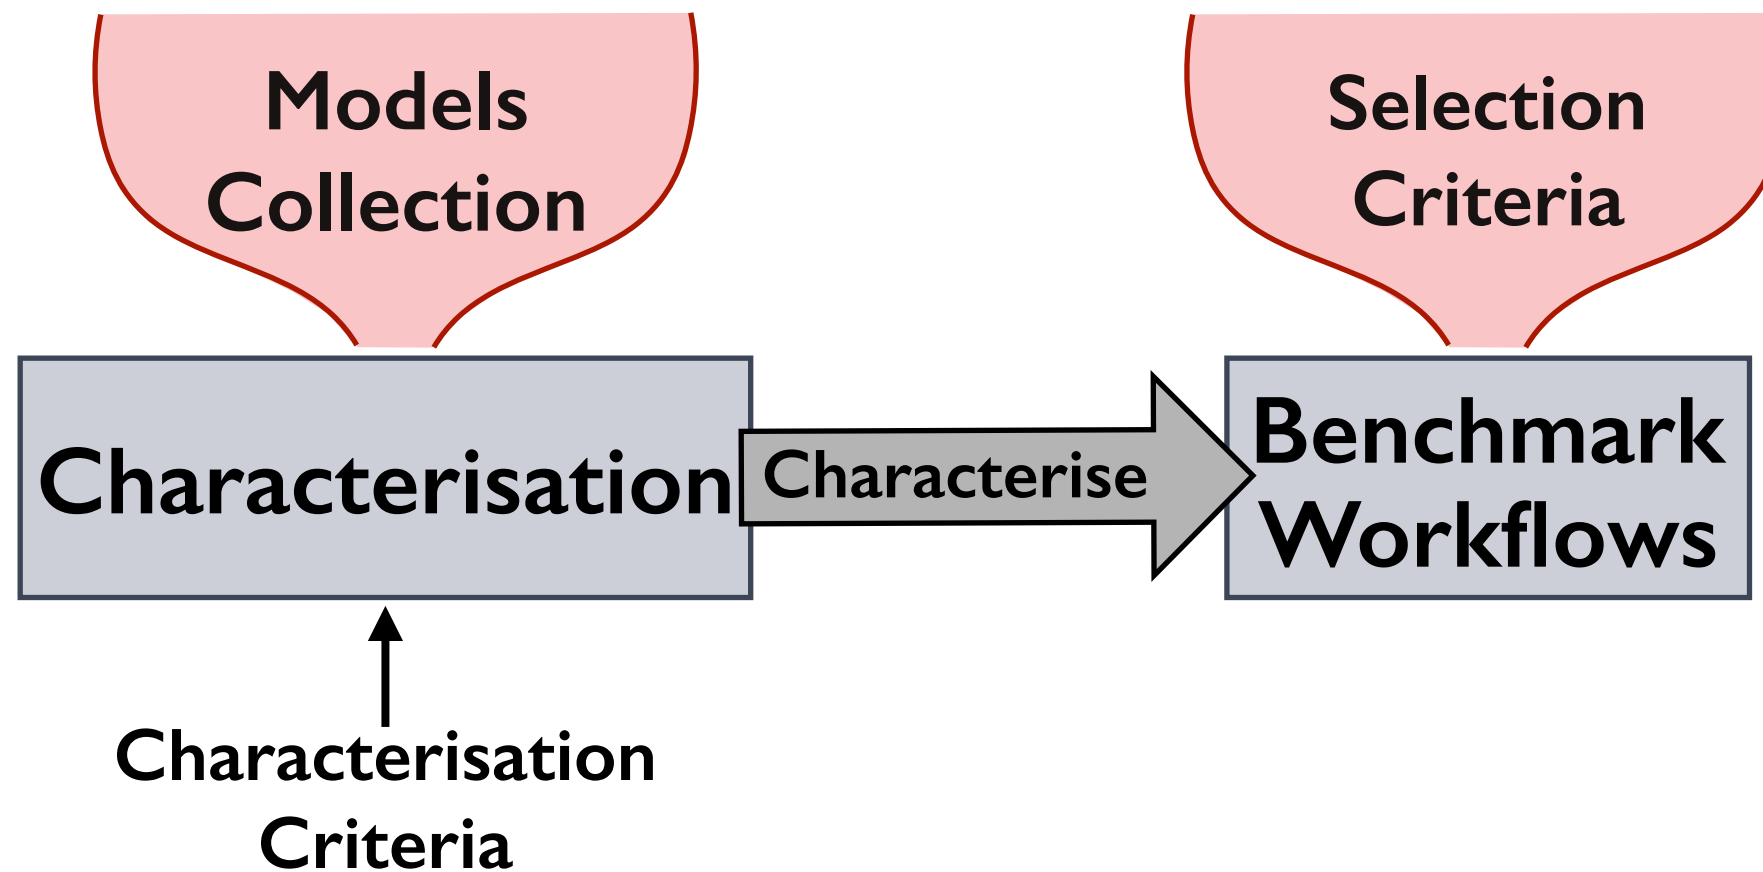 Models
Collection
Selection
Criteria
Characterisation
Characterise
Benchmark
Workflows
Characterisation
Criteria